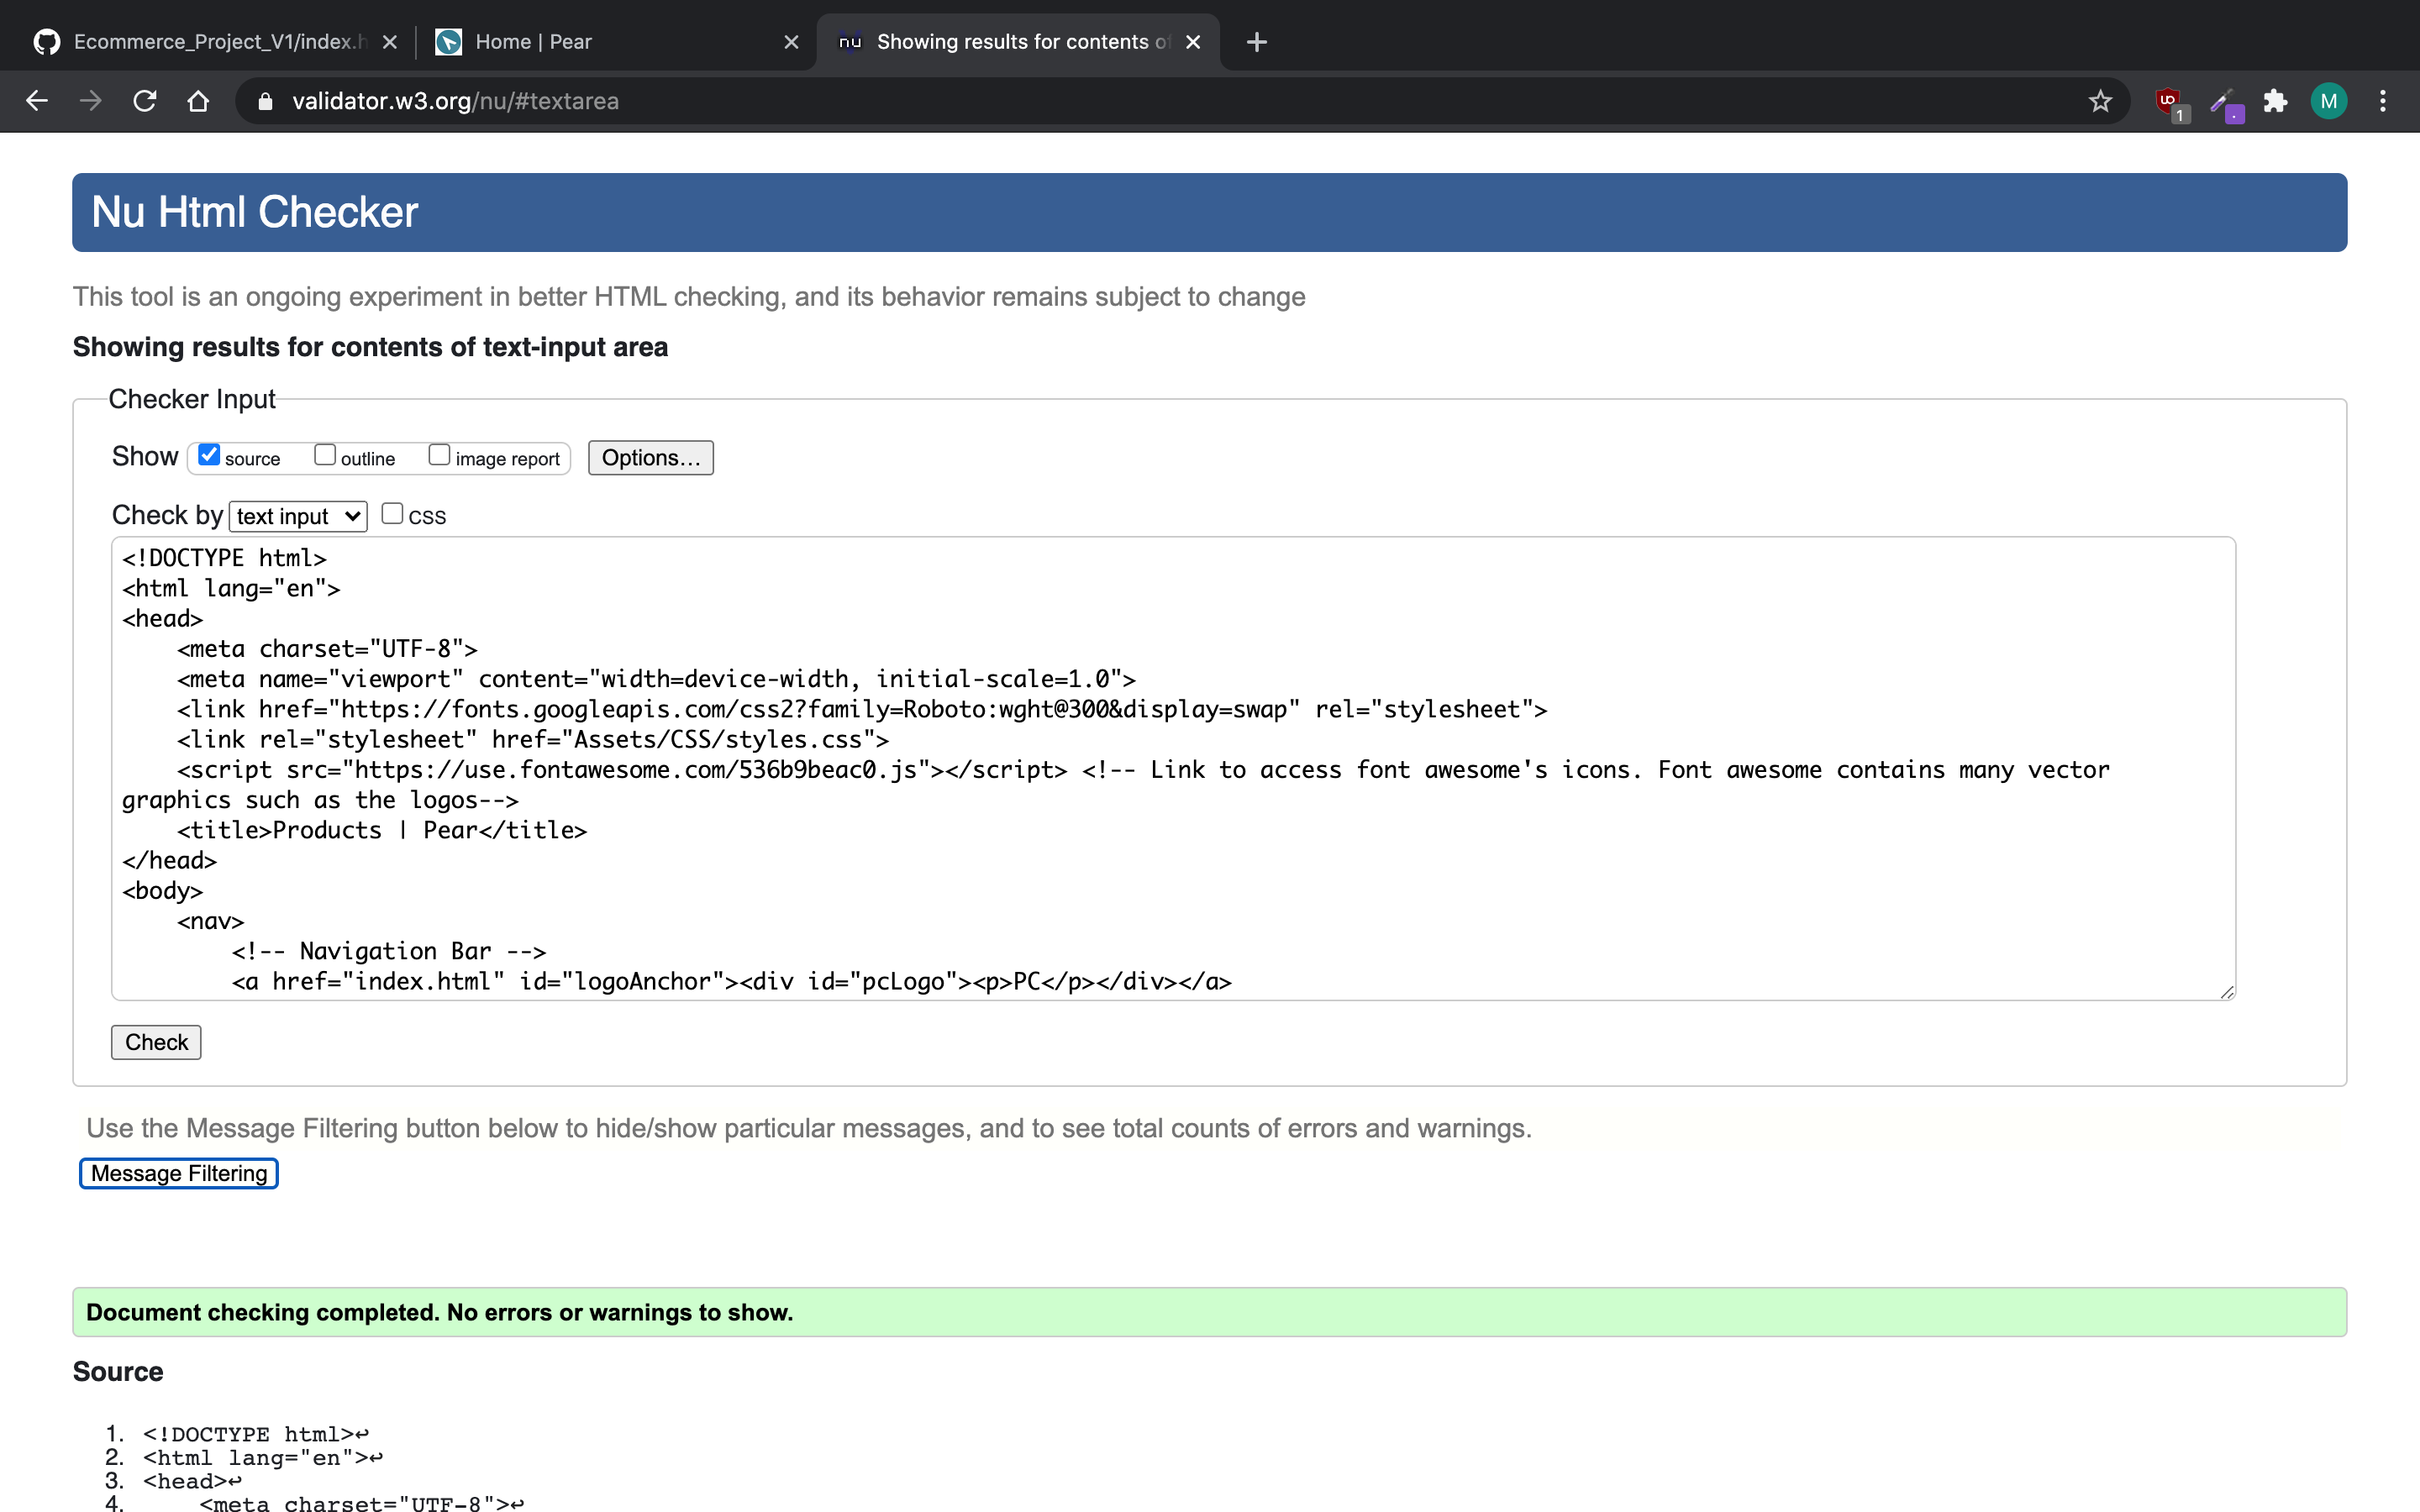 Ecommerce_Project_V1/index.h
Home | Pear
nu Showing results for contents of
validator.w3.org/nu/#textarea
1
M
Nu Html Checker
This tool is an ongoing experiment in better HTML checking, and its behavior remains subject to change
Showing results for contents of text-input area
Checker Input
Show source outline image report Options...
Check by text input CSS
<!DOCTYPE html>
<html lang="en">
<head>
    <meta charset="UTF-8">
    <meta name="viewport" content="width=device-width, initial-scale=1.0">
    <link href="https://fonts.googleapis.com/css2?family=Roboto:wght@300&display=swap" rel="stylesheet">
    <link rel="stylesheet" href="Assets/CSS/styles.css">
    <script src="https://use.fontawesome.com/536b9beac0.js"></script> <!-- Link to access font awesome's icons. Font awesome contains many vector
graphics such as the logos-->
    <title>Products | Pear</title>
</head>
<body>
    <nav>
        <!-- Navigation Bar -->
        <a href="index.html" id="logoAnchor"><div id="pcLogo"><p>PC</p></div></a>
Check
Use the Message Filtering button below to hide/show particular messages, and to see total counts of errors and warnings.
Message Filtering
Document checking completed. No errors or warnings to show.
Source
1. <!DOCTYPE html>↩
2. <html lang="en">↩
3. <head>↩
4.     <meta charset="UTF-8">↩